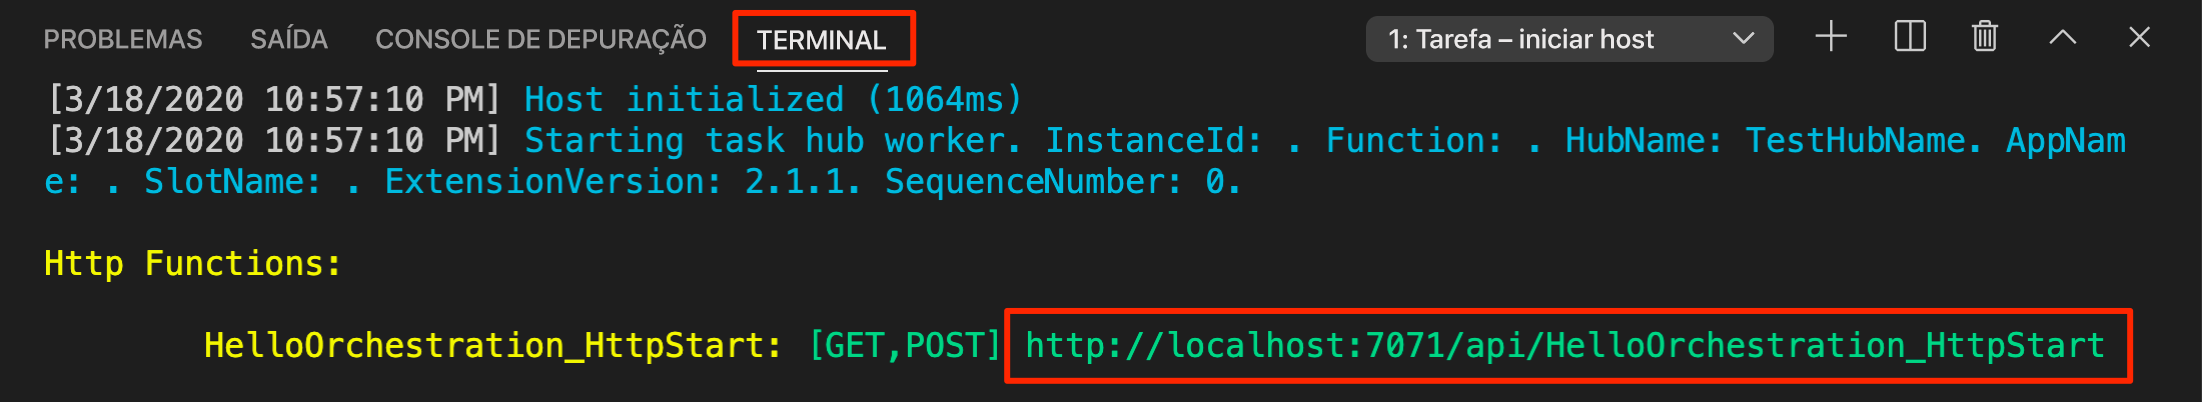 PROBLEMAS SAÍDA CONSOLE DE DEPURAÇÃO TERMINAL 1: Tarefa – iniciar host
[3/18/2020 10:57:10 PM] Host initialized (1064ms)
[3/18/2020 10:57:10 PM] Starting task hub worker. InstanceId: . Function: . HubName: TestHubName. AppNam
e: . SlotName: . ExtensionVersion: 2.1.1. SequenceNumber: 0.
Http Functions:
HelloOrchestration_HttpStart: [GET,POST] http://localhost:7071/api/HelloOrchestration_HttpStart